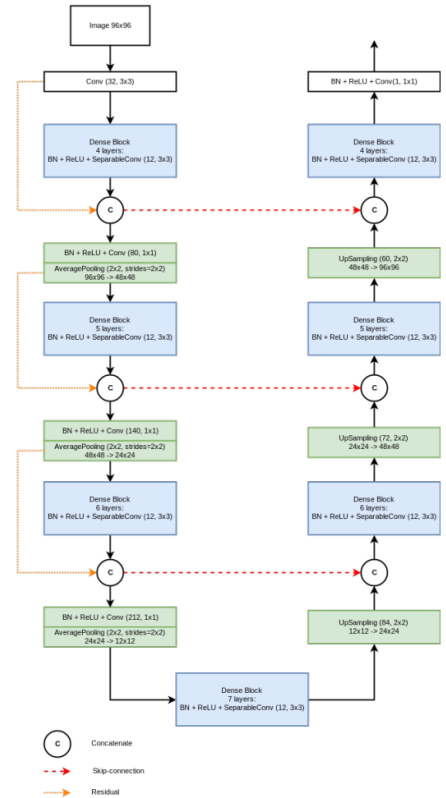 Image 96x96
Conv (32, 3x3)
Dense Block
4 layers:
BN + ReLU + SeparableConv (12, 3x3)
C
BN + ReLU + Conv (80, 1x1)
AveragePooling (2x2, strides=2x2)
96x96 -> 48x48
Dense Block
5 layers:
BN + ReLU + SeparableConv (12, 3x3)
C
BN + ReLU + Conv (140, 1x1)
AveragePooling (2x2, strides=2x2)
48x48 -> 24x24
Dense Block
6 layers:
BN + ReLU + SeparableConv (12, 3x3)
C
BN + ReLU + Conv (212, 1x1)
AveragePooling (2x2, strides=2x2)
24x24 -> 12x12
Dense Block
7 layers:
BN + ReLU + SeparableConv (12, 3x3)
BN + ReLU + Conv(1, 1x1)
Dense Block
4 layers:
BN + ReLU + SeparableConv (12, 3x3)
C
UpSampling (60, 2x2)
48x48 -> 96x96
Dense Block
5 layers:
BN + ReLU + SeparableConv (12, 3x3)
C
UpSampling (72, 2x2)
24x24 -> 48x48
Dense Block
6 layers:
BN + ReLU + SeparableConv (12, 3x3)
C
UpSampling (84, 2x2)
12x12 -> 24x24
C
Concatenate
Skip-connection
Residual